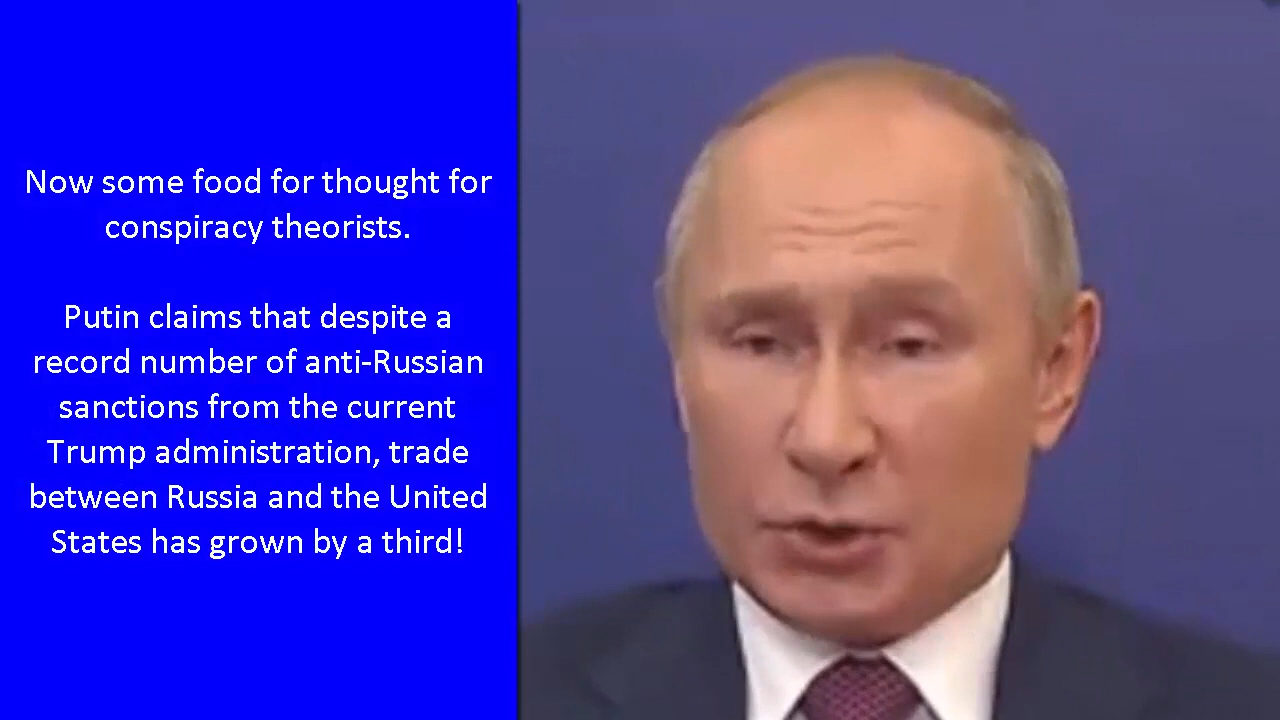 Now some food for thought for
conspiracy theorists.
Putin claims that despite a
record number of anti-Russian
sanctions from the current
Trump administration, trade
between Russia and the United
States has grown by a third!